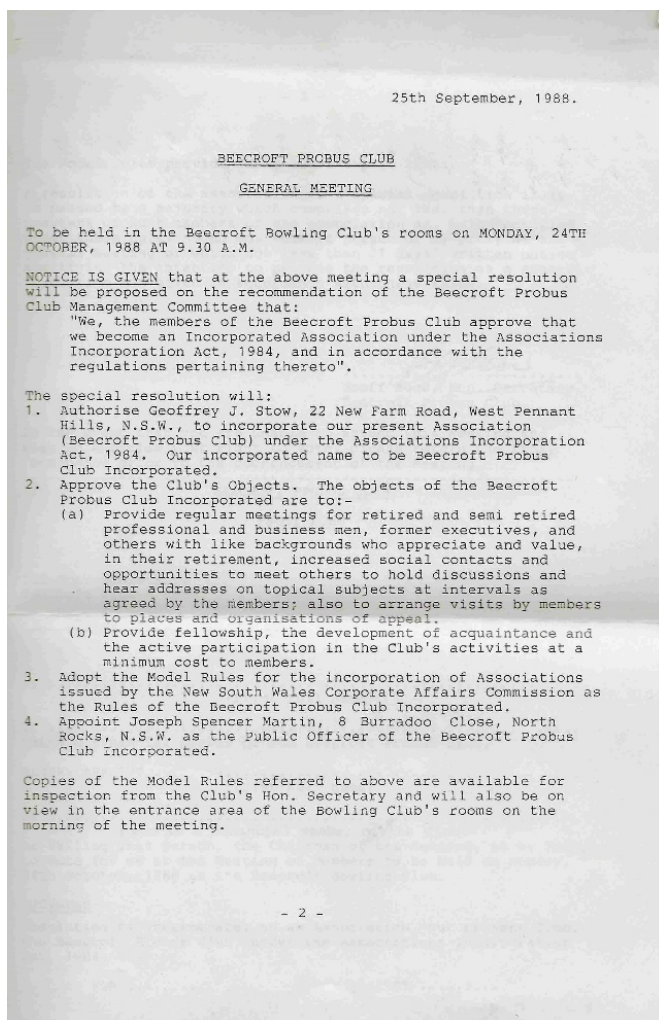 25th September, 1988.
BEECROFT PROBUS CLUB
GENERAL MEETING
To be held in the Beecroft Bowling Club's rooms on MONDAY, 24TH
OCTOBER, 1988 AT 9.30 A.M.
NOTICE IS GIVEN that at the above meeting a special resolution
will be proposed on the recommendation of the Beecroft Probus
Club Management Committee that:
"We, the members of the Beecroft Probus Club approve that
we become an Incorporated Association under the Associations
Incorporation Act, 1984, and in accordance with the
regulations pertaining thereto".
The special resolution will:
1. Authorise Geoffrey J. Stow, 22 New Farm Road, West Pennant
Hills, N.S.W., to incorporate our present Association
(Beecroft Probus Club) under the Associations Incorporation
Act, 1984. Our incorporated name to be Beecroft Probus
Club Incorporated.
2. Approve the Club's Objects. The objects of the Beecroft
Probus Club Incorporated are to:-
(a) Provide regular meetings for retired and semi retired
professional and business men, former executives, and
others with like backgrounds who appreciate and value,
in their retirement, increased social contacts and
opportunities to meet others to hold discussions and
hear addresses on topical subjects at intervals as
agreed by the members; also to arrange visits by members
to places and organisations of appeal.
(b) Provide fellowship, the development of acquaintance and
the active participation in the Club's activities at a
minimum cost to members.
3. Adopt the Model Rules for the incorporation of Associations
issued by the New South Wales Corporate Affairs Commission as
the Rules of the Beecroft Probus Club Incorporated.
4. Appoint Joseph Spencer Martin, 8 Burradoo Close, North
Rocks, N.S.W. as the Public Officer of the Beecroft Probus
Club Incorporated.
Copies of the Model Rules referred to above are available for
inspection from the Club's Hon. Secretary and will also be on
view in the entrance area of the Bowling Club's rooms on the
morning of the meeting.
- 2 -